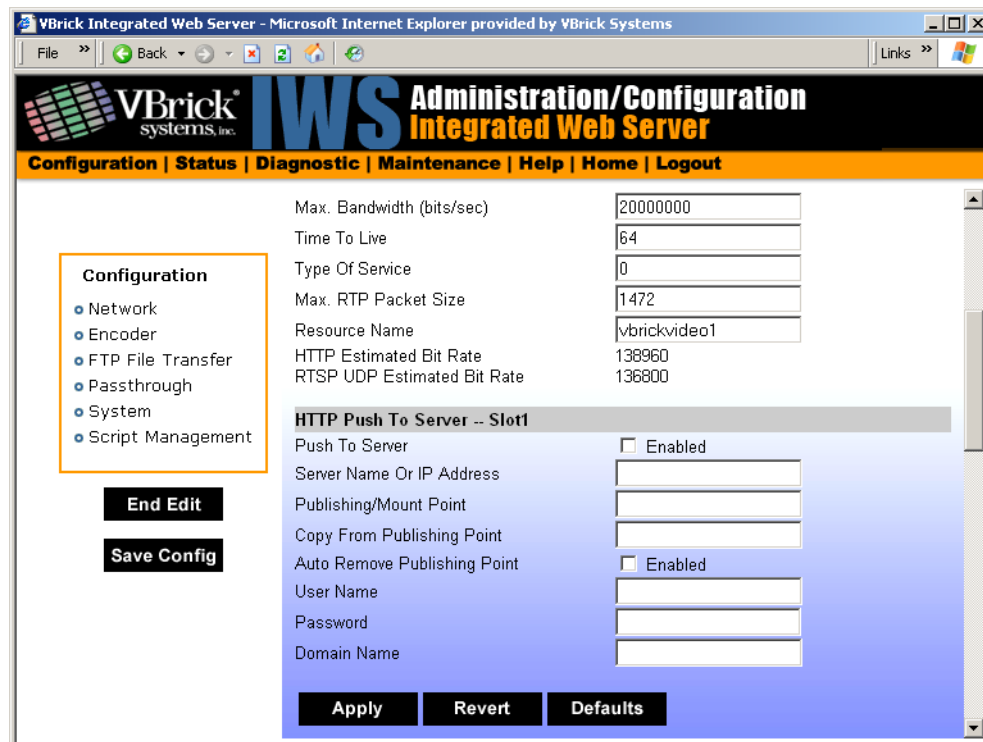 VBrick Integrated Web Server - Microsoft Internet Explorer provided by VBrick Systems
File » Back Links »
VBrick® systems, inc. IWS Administration/Configuration
Integrated Web Server
Configuration | Status | Diagnostic | Maintenance | Help | Home | Logout
Configuration
Network
Encoder
FTP File Transfer
Passthrough
System
Script Management
End Edit
Save Config
Max. Bandwidth (bits/sec) 20000000
Time To Live 64
Type Of Service 0
Max. RTP Packet Size 1472
Resource Name vbrickvideo1
HTTP Estimated Bit Rate 138960
RTSP UDP Estimated Bit Rate 136800
HTTP Push To Server -- Slot1
Push To Server Enabled
Server Name Or IP Address
Publishing/Mount Point
Copy From Publishing Point
Auto Remove Publishing Point Enabled
User Name
Password
Domain Name
Apply Revert Defaults